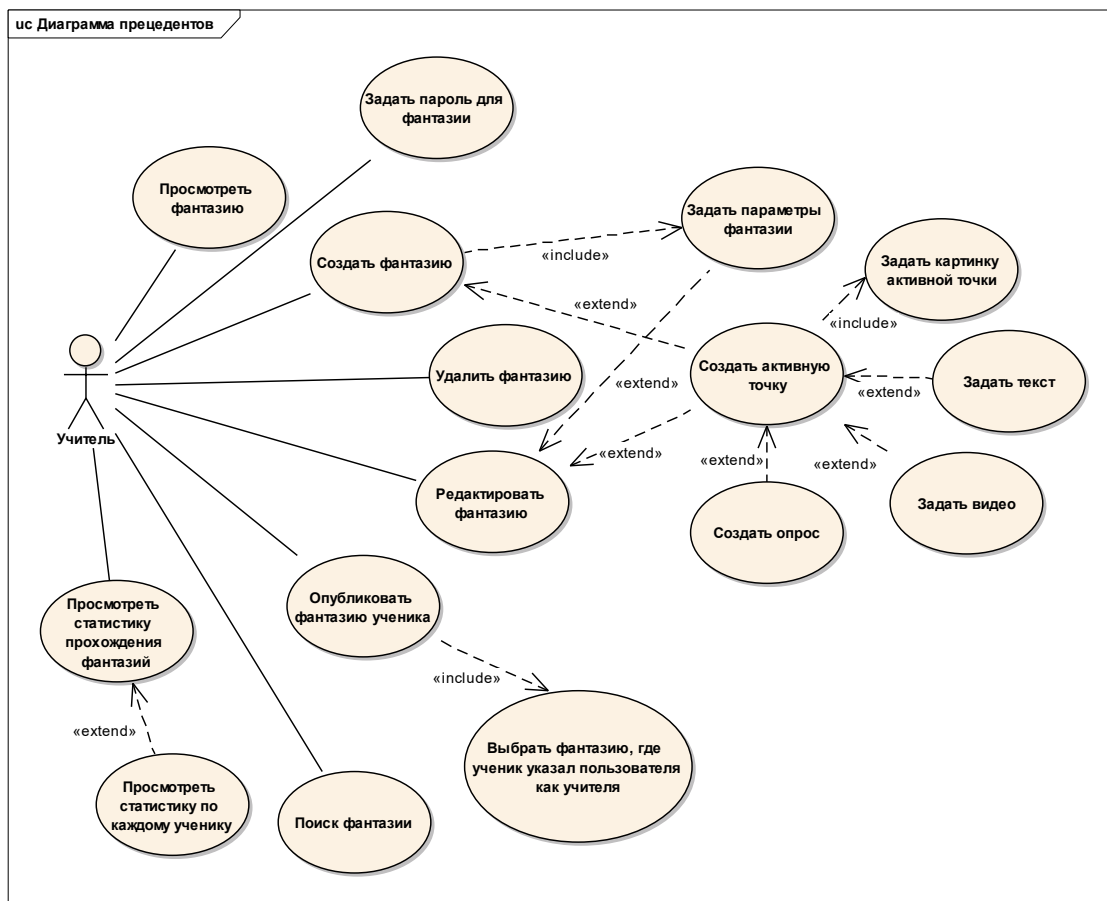 uc Диаграмма прецедентов
Задать пароль для
фантазии
Просмотреть
фантазию
Задать параметры
фантазии
Создать фантазию
«include»
Задать картинку
активной точки
«extend»
«include»
Создать активную
точку
Удалить фантазию
«extend»
Задать текст
«extend»
Учитель
«extend»
«extend»
«extend»
Редактировать
фантазию
Задать видео
Создать опрос
Опубликовать
фантазию ученика
Просмотреть
статистику
прохождения
фантазий
«include»
«extend»
Выбрать фантазию, где
ученик указал пользователя
как учителя
Просмотреть
статистику по
каждому ученику
Поиск фантазии